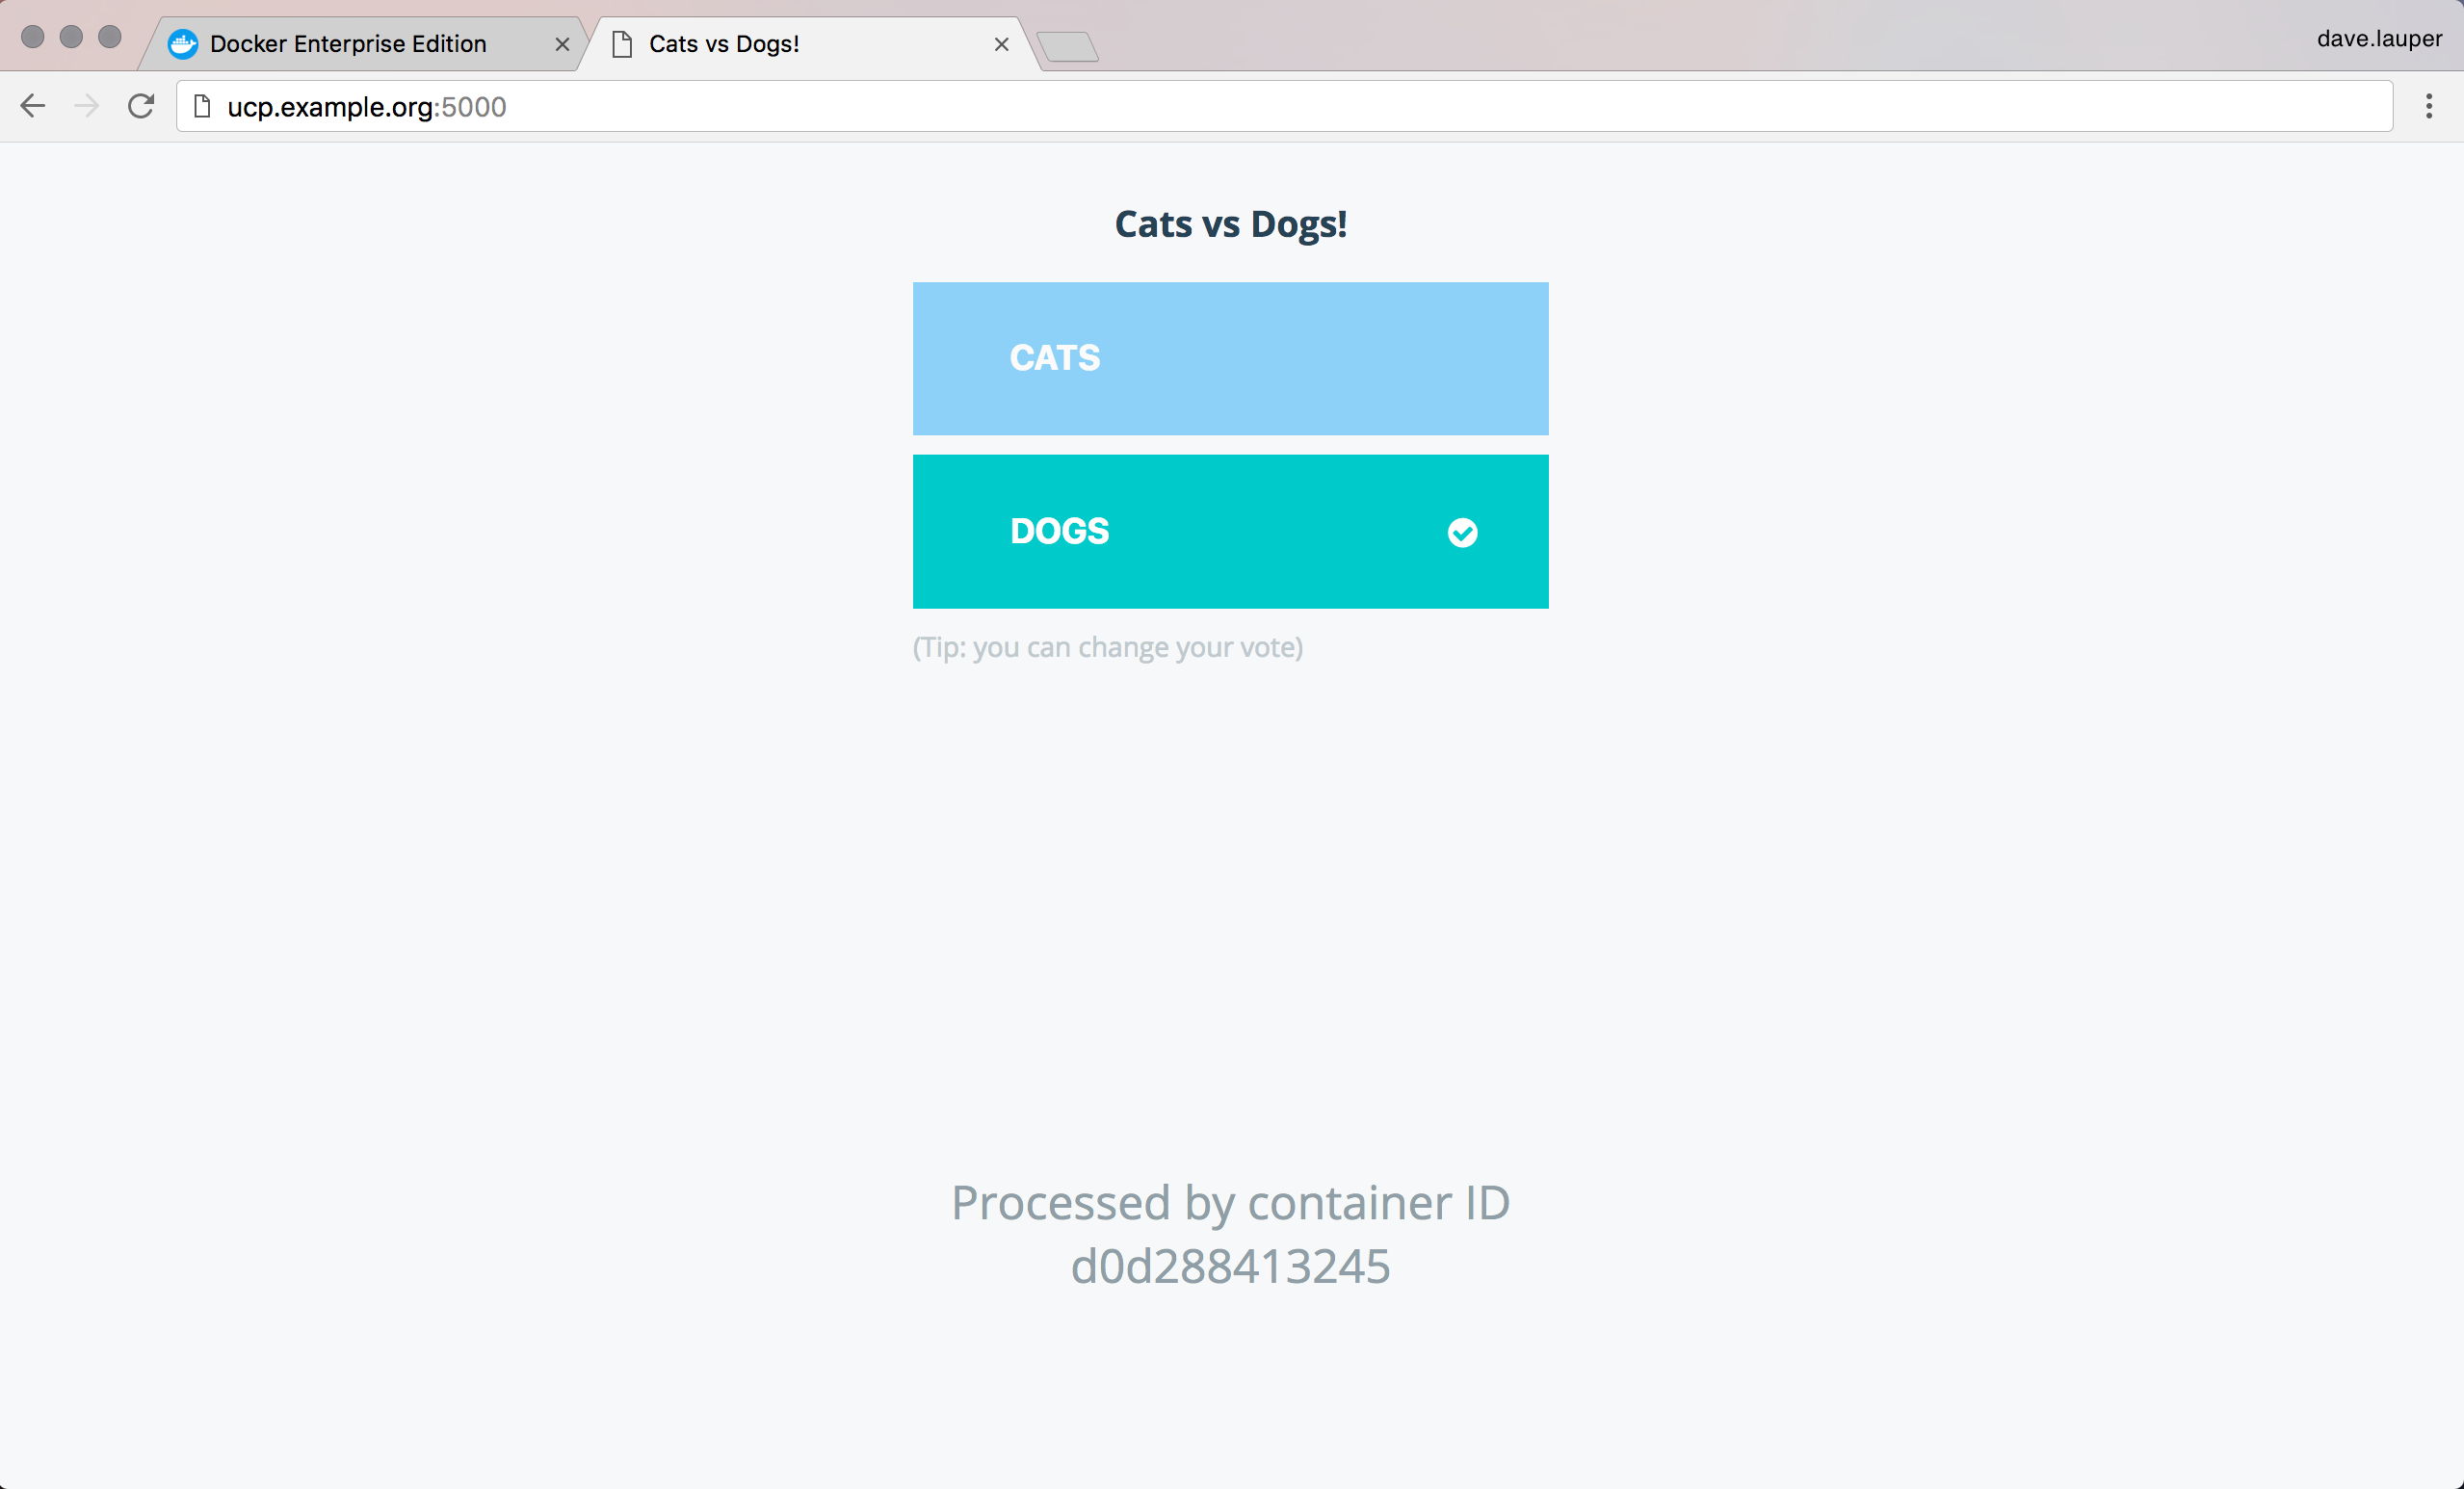 Docker Enterprise Edition
Cats vs Dogs!
dave.lauper
ucp.example.org:5000
Cats vs Dogs!
CATS
DOGS
(Tip: you can change your vote)
Processed by container ID
d0d288413245